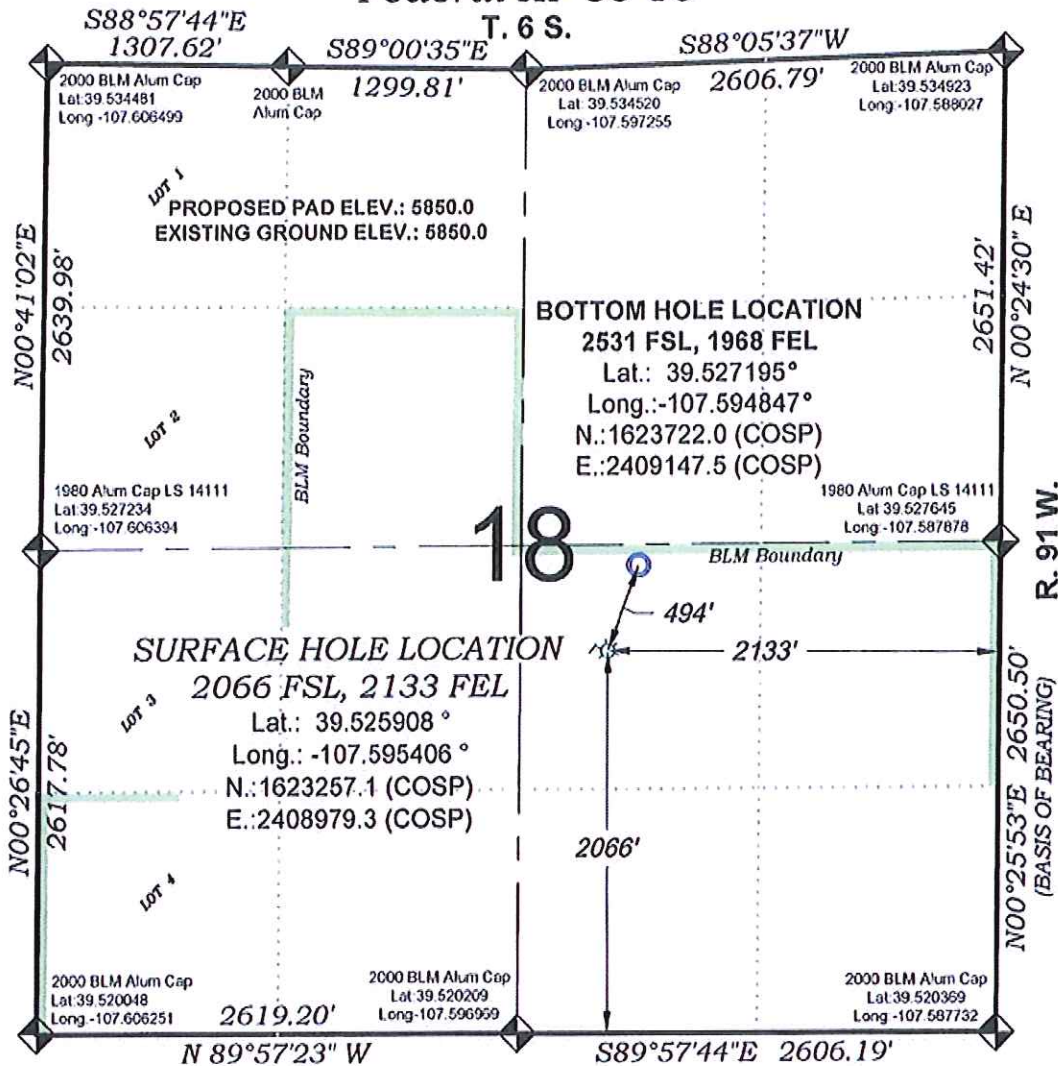 T. 6 S.
S88°57'44"E
1307.62'
S89°00'35"E
1299.81'
S88°05'37"W
2606.79'
2000 BLM Alum Cap
Lat:39.534481
Long:-107.606499
2000 BLM
Alum Cap
2000 BLM Alum Cap
Lat: 39.534520
Long:-107.597255
2000 BLM Alum Cap
Lat:39.534923
Long:-107.588027
LOT 1
PROPOSED PAD ELEV.: 5850.0
EXISTING GROUND ELEV.: 5850.0
N00°41'02"E
2639.98'
2651.42'
N 00°24'30" E
BOTTOM HOLE LOCATION
2531 FSL, 1968 FEL
Lat.: 39.527195°
Long.:-107.594847°
N.:1623722.0 (COSP)
E.:2409147.5 (COSP)
BLM Boundary
LOT 2
1980 Alum Cap LS 14111
Lat:39.527234
Long:-107.606394
1980 Alum Cap LS 14111
Lat:39.527645
Long:-107.587878
R. 91 W.
18
BLM Boundary
494'
2133'
SURFACE HOLE LOCATION
2066 FSL, 2133 FEL
Lat.: 39.525908 °
Long.: -107.595406 °
N.:1623257.1 (COSP)
E.:2408979.3 (COSP)
LOT 3
N00°26'45"E
2617.78'
2066'
N00°25'53"E 2650.50'
(BASIS OF BEARING)
LOT 4
2000 BLM Alum Cap
Lat:39.520048
Long:-107.606251
2000 BLM Alum Cap
Lat:39.520209
Long-107.596959
2000 BLM Alum Cap
Lat:39.520369
Long:-107.587732
2619.20'
N 89°57'23" W
S89°57'44"E 2606.19'